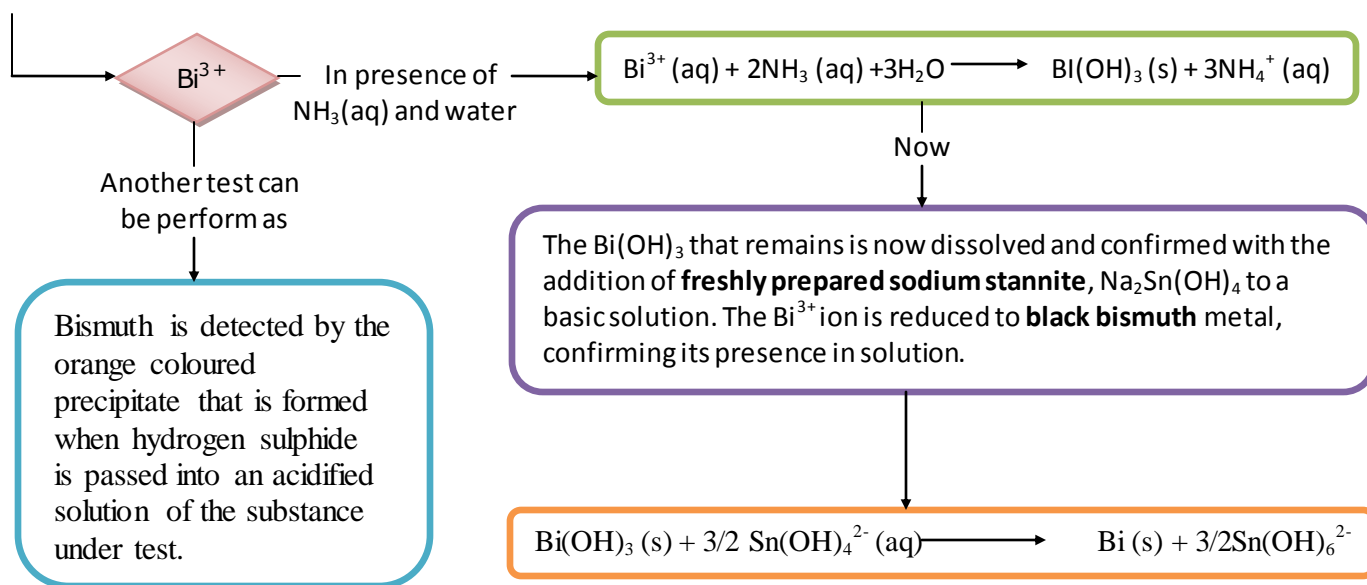 Bi³⁺
In presence of
NH₃(aq) and water
Bi³⁺ (aq) + 2NH₃ (aq) +3H₂O ⟶ BI(OH)₃ (s) + 3NH₄⁺ (aq)
Now
The Bi(OH)₃ that remains is now dissolved and confirmed with the
addition of freshly prepared sodium stannite, Na₂Sn(OH)₄ to a
basic solution. The Bi³⁺ ion is reduced to black bismuth metal,
confirming its presence in solution.
Bi(OH)₃ (s) + 3/2 Sn(OH)₄²⁻ (aq) ⟶ Bi (s) + 3/2Sn(OH)₆²⁻
Another test can
be perform as
Bismuth is detected by the
orange coloured
precipitate that is formed
when hydrogen sulphide
is passed into an acidified
solution of the substance
under test.